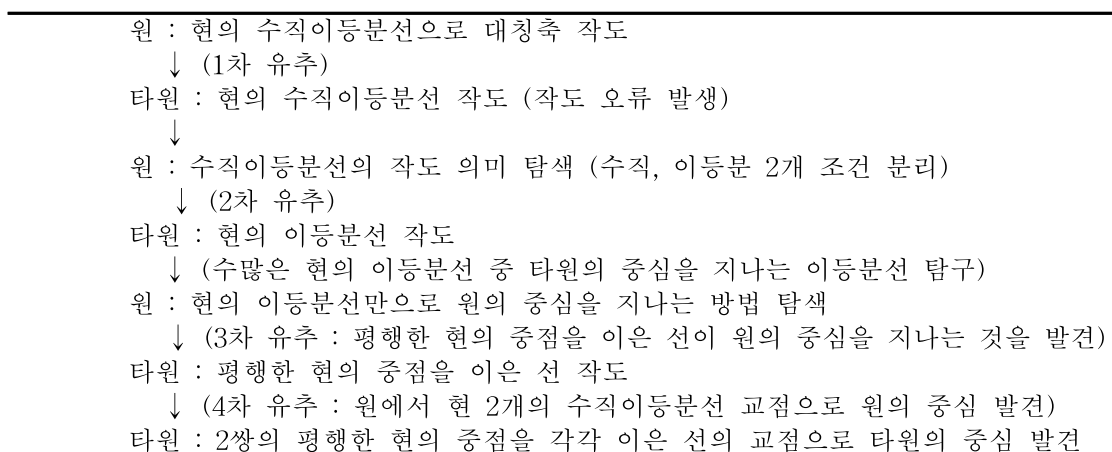 원 : 현의 수직이등분선으로 대칭축 작도
↓ (1차 유추)
타원 : 현의 수직이등분선 작도 (작도 오류 발생)
↓
원 : 수직이등분선의 작도 의미 탐색 (수직, 이등분 2개 조건 분리)
↓ (2차 유추)
타원 : 현의 이등분선 작도
↓ (수많은 현의 이등분선 중 타원의 중심을 지나는 이등분선 탐구)
원 : 현의 이등분선만으로 원의 중심을 지나는 방법 탐색
↓ (3차 유추 : 평행한 현의 중점을 이은 선이 원의 중심을 지나는 것을 발견)
타원 : 평행한 현의 중점을 이은 선 작도
↓ (4차 유추 : 원에서 현 2개의 수직이등분선 교점으로 원의 중심 발견)
타원 : 2쌍의 평행한 현의 중점을 각각 이은 선의 교점으로 타원의 중심 발견